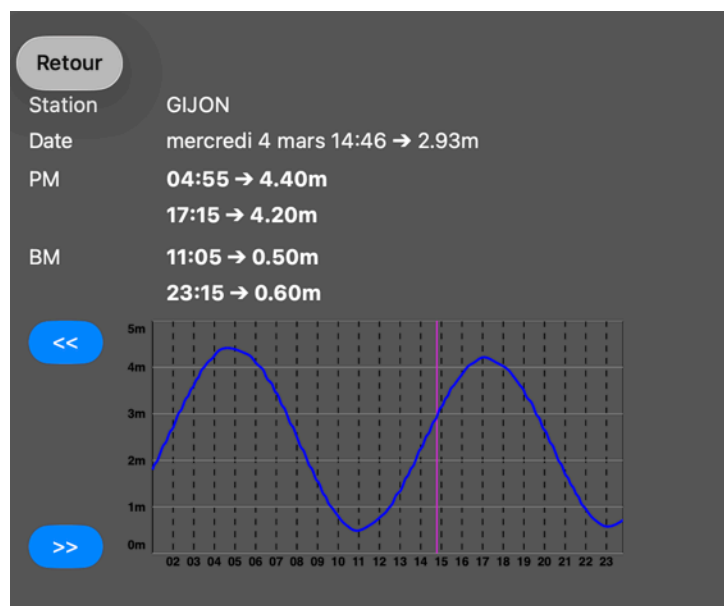 Retour
Station GIJON
Date mercredi 4 mars 14:46 → 2.93m
PM 04:55 → 4.40m
17:15 → 4.20m
BM 11:05 → 0.50m
23:15 → 0.60m
<<
5m
4m
3m
2m
1m
>>
0m
02 03 04 05 06 07 08 09 10 11 12 13 14 15 16 17 18 19 20 21 22 23